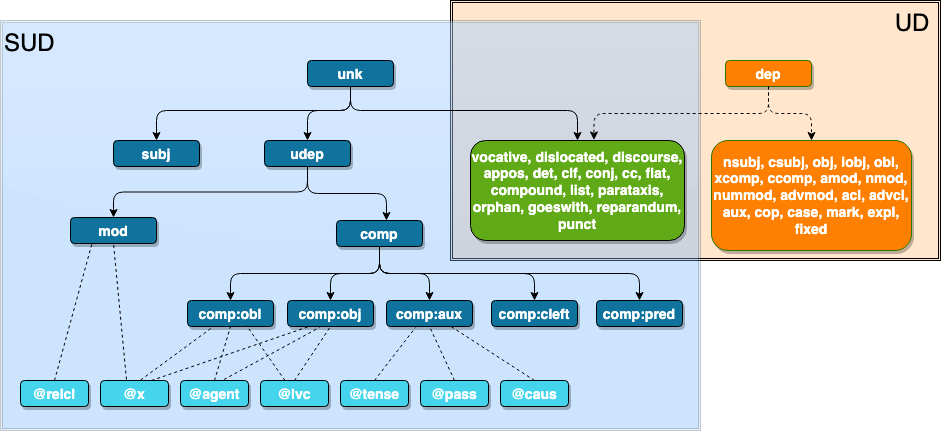 SUD
UD
unk
dep
subj
udep
vocative, dislocated, discourse,
appos, det, clf, conj, cc, flat,
compound, list, parataxis,
orphan, goeswith, reparandum,
punct
nsubj, csubj, obj, iobj, obl,
xcomp, ccomp, amod, nmod,
nummod, advmod, acl, advcl,
aux, cop, case, mark, expl,
fixed
mod
comp
comp:obl
comp:obj
comp:aux
comp:cleft
comp:pred
@relcl
@x
@agent
@lvc
@tense
@pass
@caus